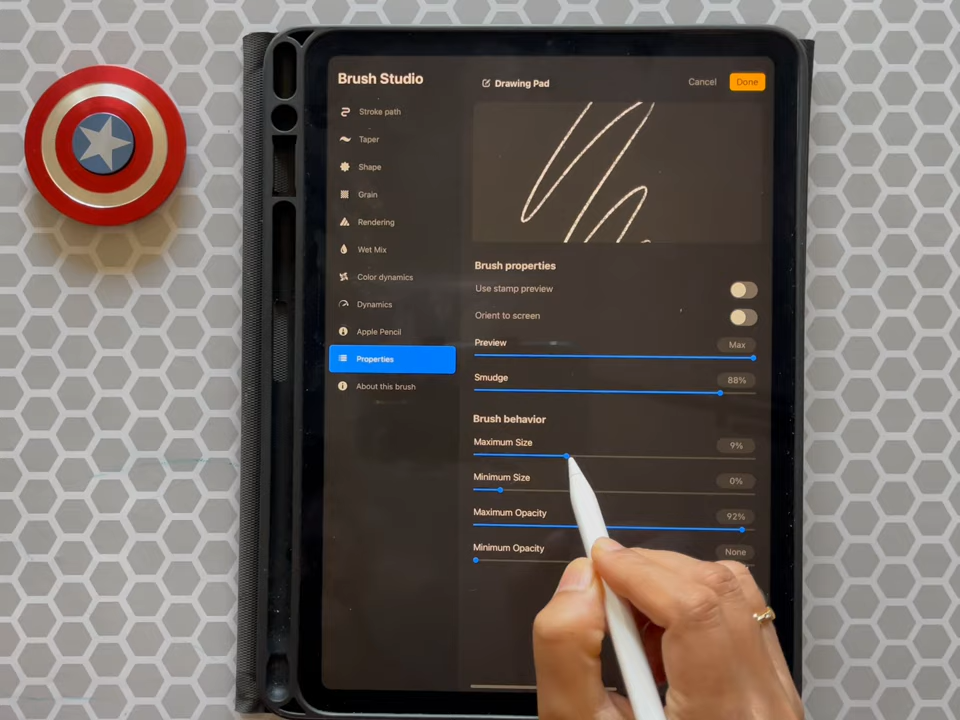 Brush Studio
Stroke path
Taper
Shape
Grain
Rendering
Wet Mix
Color dynamics
Dynamics
Apple Pencil
Properties
About this brush
Drawing Pad
Cancel
Done
Brush properties
Use stamp preview
Orient to screen
Preview
Max
Smudge
88%
Brush behavior
Maximum Size
9%
Minimum Size
0%
Maximum Opacity
92%
Minimum Opacity
None